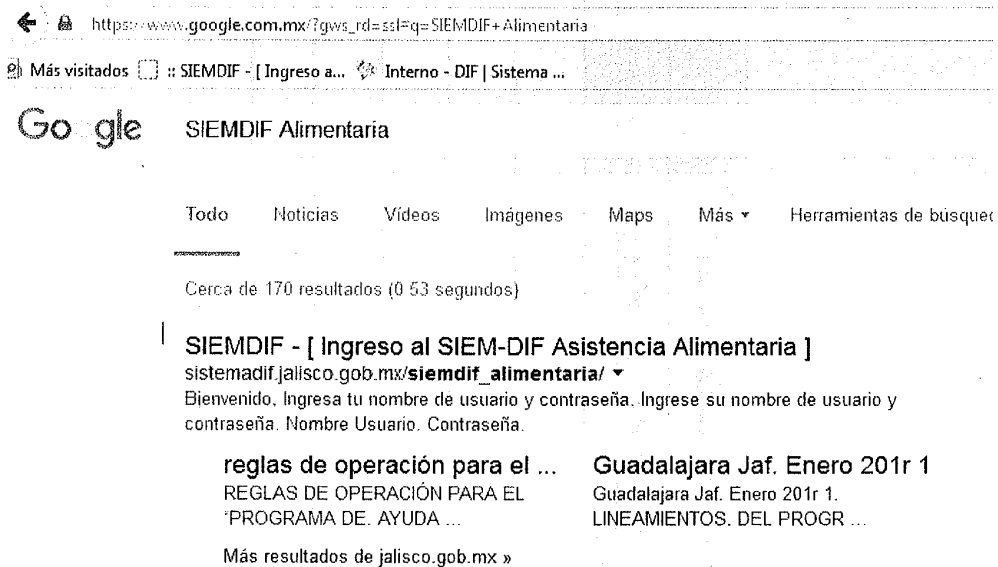 https://www.google.com.mx/?gws_rd=ssl#q=SIEMDIF+Alimentaria
Más visitados :: SIEMDIF - [ Ingreso a... Interno - DIF | Sistema ...
Go gle SIEMDIF Alimentaria
Todo Noticias Vídeos Imágenes Maps Más ▾ Herramientas de búsqued
Cerca de 170 resultados (0 53 segundos)
SIEMDIF - [ Ingreso al SIEM-DIF Asistencia Alimentaria ]
sistemadif.jalisco.gob.mx/siemdif_alimentaria/ ▾
Bienvenido, Ingresa tu nombre de usuario y contraseña. Ingrese su nombre de usuario y
contraseña. Nombre Usuario. Contraseña.
reglas de operación para el ... Guadalajara Jaf. Enero 201r 1
REGLAS DE OPERACIÓN PARA EL Guadalajara Jaf. Enero 201r 1.
"PROGRAMA DE. AYUDA ... LINEAMIENTOS. DEL PROGR ...
Más resultados de jalisco.gob.mx »